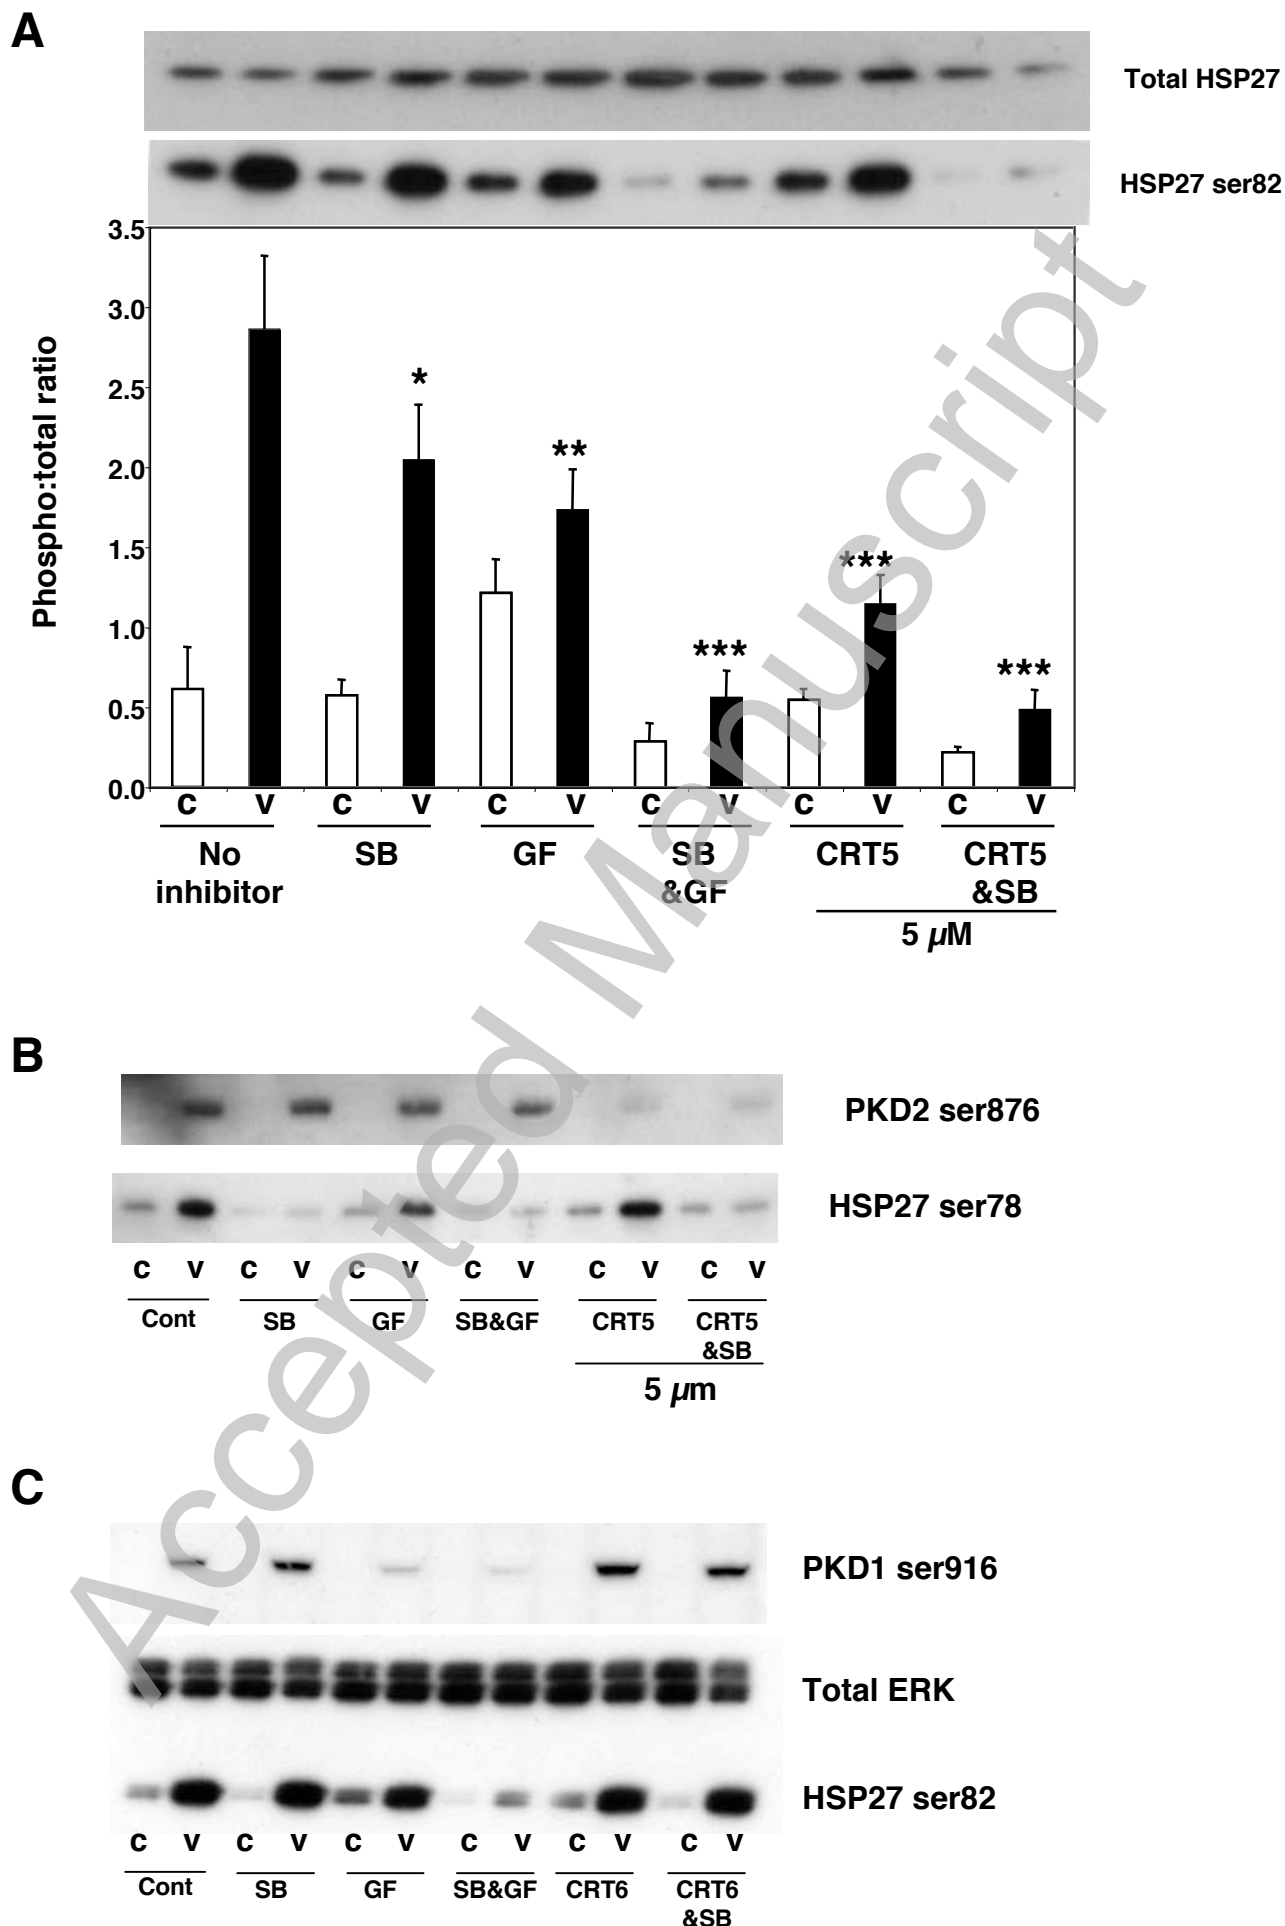 A
Total HSP27
HSP27 ser82
3.5
3.0
2.5
2.0
1.5
1.0
0.5
0.0
Phospho:total ratio
*
**
***
***
***
c v c v c v c v c v c v
No inhibitor
SB
GF
SB &GF
CRT5
CRT5 &SB
5 µM
B
PKD2 ser876
HSP27 ser78
c v c v c v c v c v c v
Cont SB GF SB&GF CRT5 CRT5 &SB
5 µm
C
PKD1 ser916
Total ERK
HSP27 ser82
c v c v c v c v c v c v
Cont SB GF SB&GF CRT6 CRT6 &SB
Accepted Manuscript